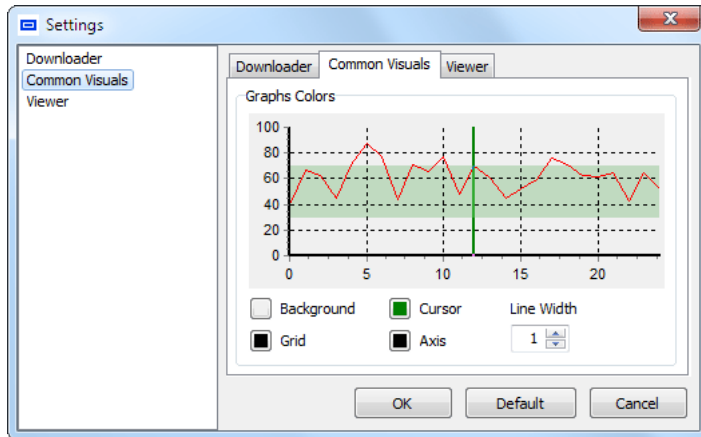 Settings
Downloader
Common Visuals
Viewer
Downloader Common Visuals Viewer
Graphs Colors
100
80
60
40
20
0
0 5 10 15 20
Background Cursor Line Width
Grid Axis 1
OK Default Cancel